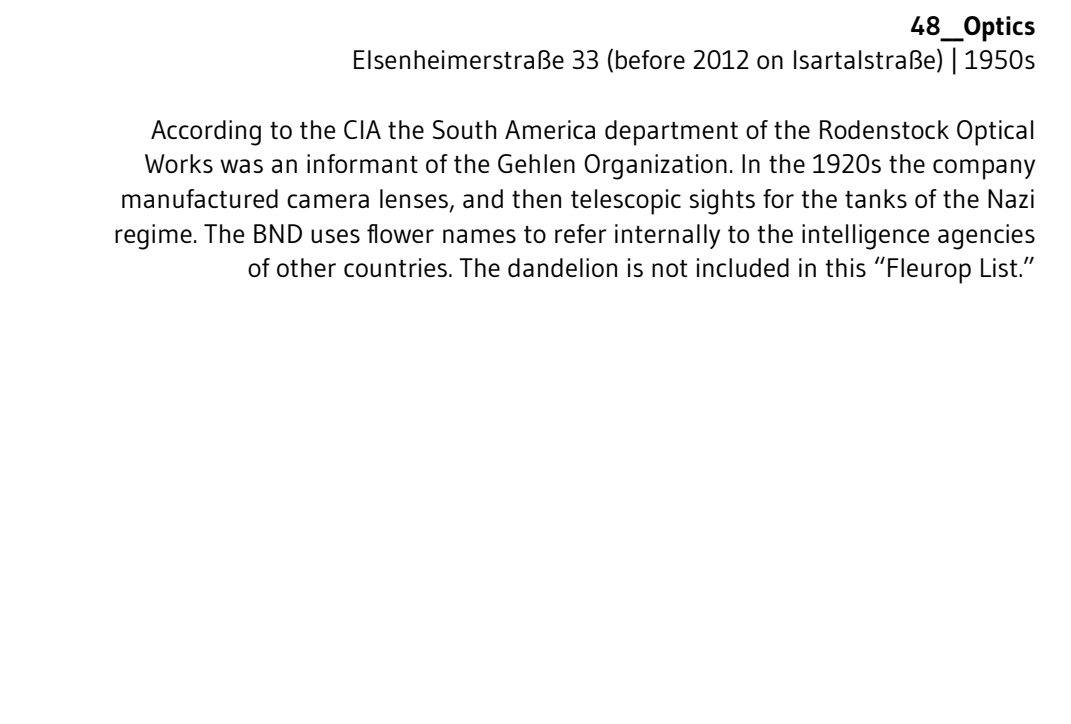 48__Optics
Elsenheimerstraße 33 (before 2012 on Isartalstraße) | 1950s
According to the CIA the South America department of the Rodenstock Optical
Works was an informant of the Gehlen Organization. In the 1920s the company
manufactured camera lenses, and then telescopic sights for the tanks of the Nazi
regime. The BND uses flower names to refer internally to the intelligence agencies
of other countries. The dandelion is not included in this “Fleurop List.”